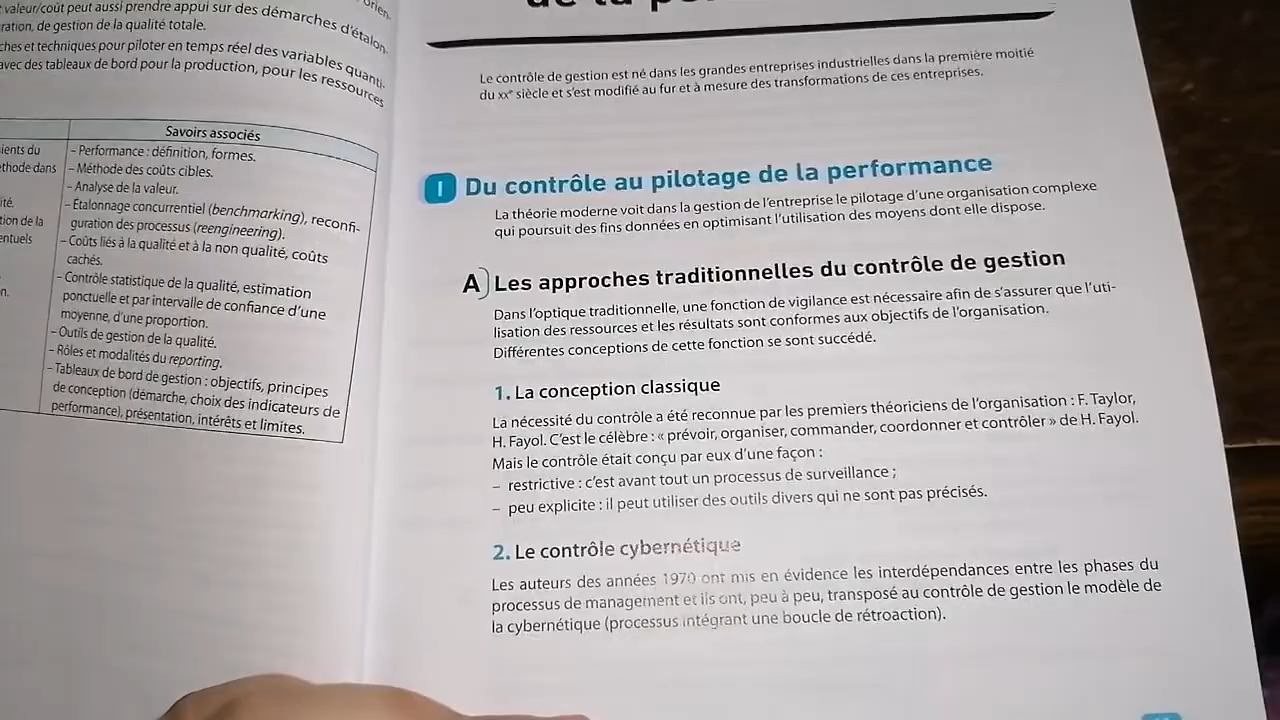 valeur/coût peut aussi prendre appui sur des démarches d'étalon-
ration, de gestion de la qualité totale.
ches et techniques pour piloter en temps réel des variables quanti-
avec des tableaux de bord pour la production, pour les ressources
Savoirs associés
ients du
– Performance : définition, formes.
éthode dans
– Méthode des coûts cibles.
– Analyse de la valeur.
ité.
– Étalonnage concurrentiel (benchmarking), reconfi-
tion de la
guration des processus (reengineering).
entuels
– Coûts liés à la qualité et à la non qualité, coûts
cachés.
– Contrôle statistique de la qualité, estimation
n.
ponctuelle et par intervalle de confiance d'une
moyenne, d'une proportion.
– Outils de gestion de la qualité.
– Rôles et modalités du reporting.
– Tableaux de bord de gestion : objectifs, principes
de conception (démarche, choix des indicateurs de
performance), présentation, intérêts et limites.
de la
Le contrôle de gestion est né dans les grandes entreprises industrielles dans la première moitié
du XXe siècle et s'est modifié au fur et à mesure des transformations de ces entreprises.
I Du contrôle au pilotage de la performance
La théorie moderne voit dans la gestion de l'entreprise le pilotage d'une organisation complexe
qui poursuit des fins données en optimisant l'utilisation des moyens dont elle dispose.
A) Les approches traditionnelles du contrôle de gestion
Dans l'optique traditionnelle, une fonction de vigilance est nécessaire afin de s'assurer que l'uti-
lisation des ressources et les résultats sont conformes aux objectifs de l'organisation.
Différentes conceptions de cette fonction se sont succédé.
1. La conception classique
La nécessité du contrôle a été reconnue par les premiers théoriciens de l'organisation : F. Taylor,
H. Fayol. C'est le célèbre : « prévoir, organiser, commander, coordonner et contrôler » de H. Fayol.
Mais le contrôle était conçu par eux d'une façon :
– restrictive : c'est avant tout un processus de surveillance ;
– peu explicite : il peut utiliser des outils divers qui ne sont pas précisés.
2. Le contrôle cybernétique
Les auteurs des années 1970 ont mis en évidence les interdépendances entre les phases du
processus de management et ils ont, peu à peu, transposé au contrôle de gestion le modèle de
la cybernétique (processus intégrant une boucle de rétroaction).